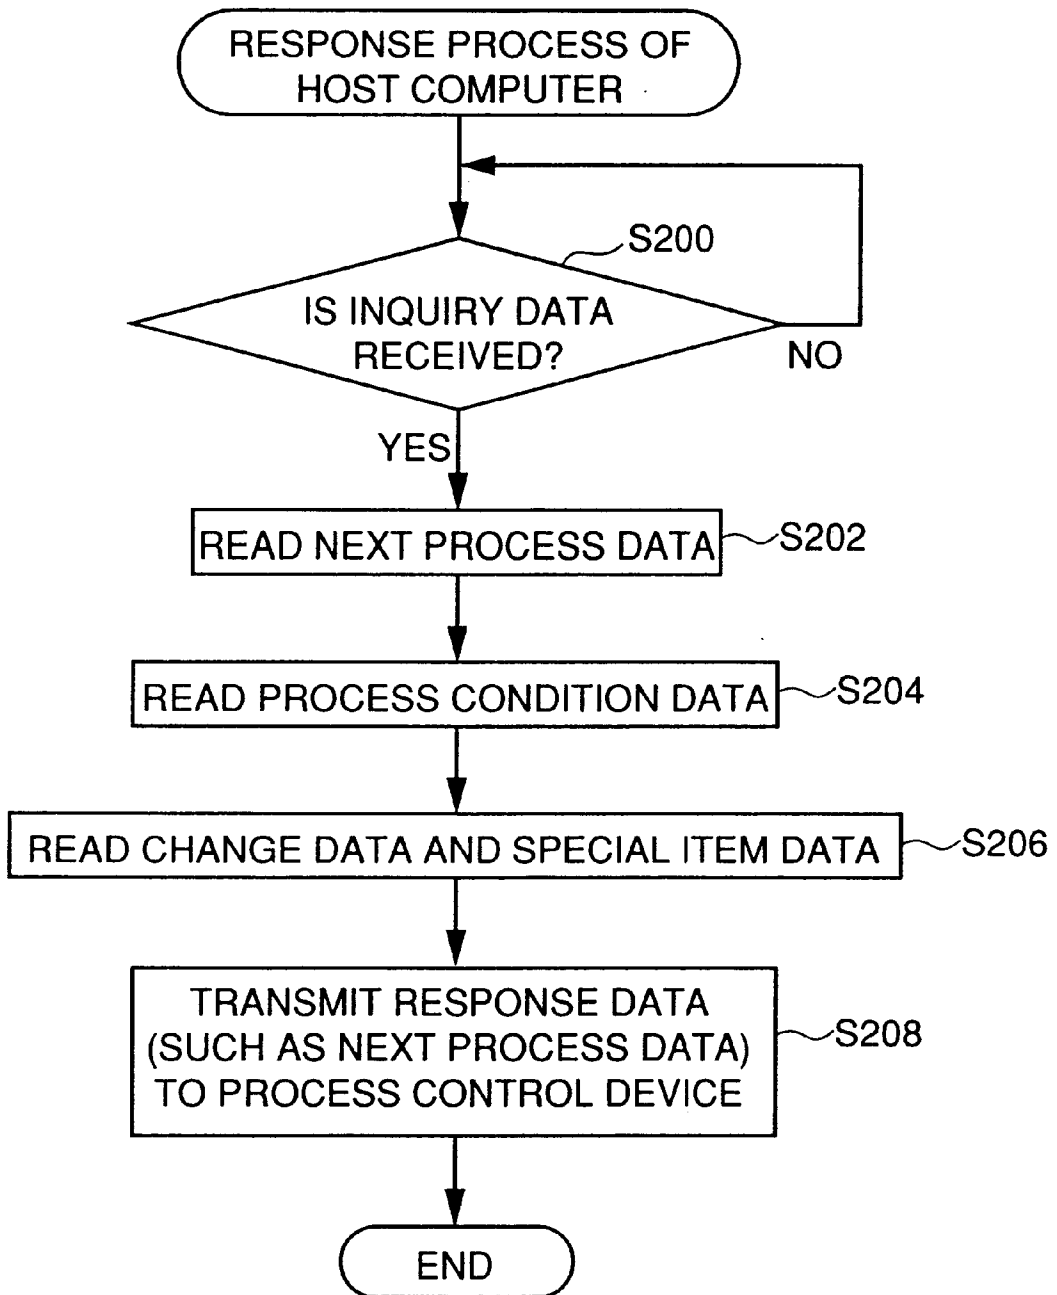 RESPONSE PROCESS OF
HOST COMPUTER
S200
IS INQUIRY DATA
RECEIVED?
NO
YES
READ NEXT PROCESS DATA
S202
READ PROCESS CONDITION DATA
S204
READ CHANGE DATA AND SPECIAL ITEM DATA
S206
TRANSMIT RESPONSE DATA
(SUCH AS NEXT PROCESS DATA)
TO PROCESS CONTROL DEVICE
S208
END